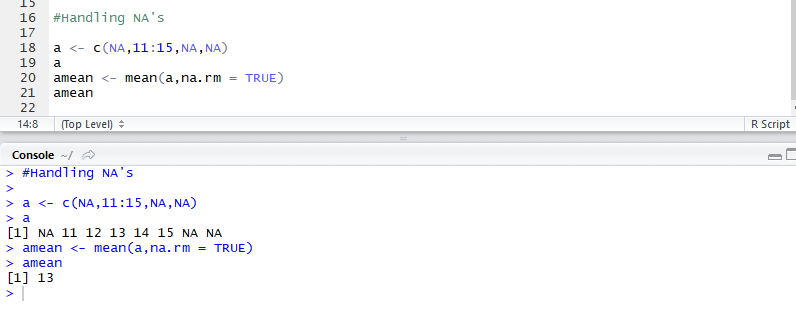 15
16 #Handling NA's
17
18 a <- c(NA,11:15,NA,NA)
19 a
20 amean <- mean(a,na.rm = TRUE)
21 amean
22
14:8 (Top Level) R Script
Console ~/
> #Handling NA's
>
> a <- c(NA,11:15,NA,NA)
> a
[1] NA 11 12 13 14 15 NA NA
> amean <- mean(a,na.rm = TRUE)
> amean
[1] 13
>